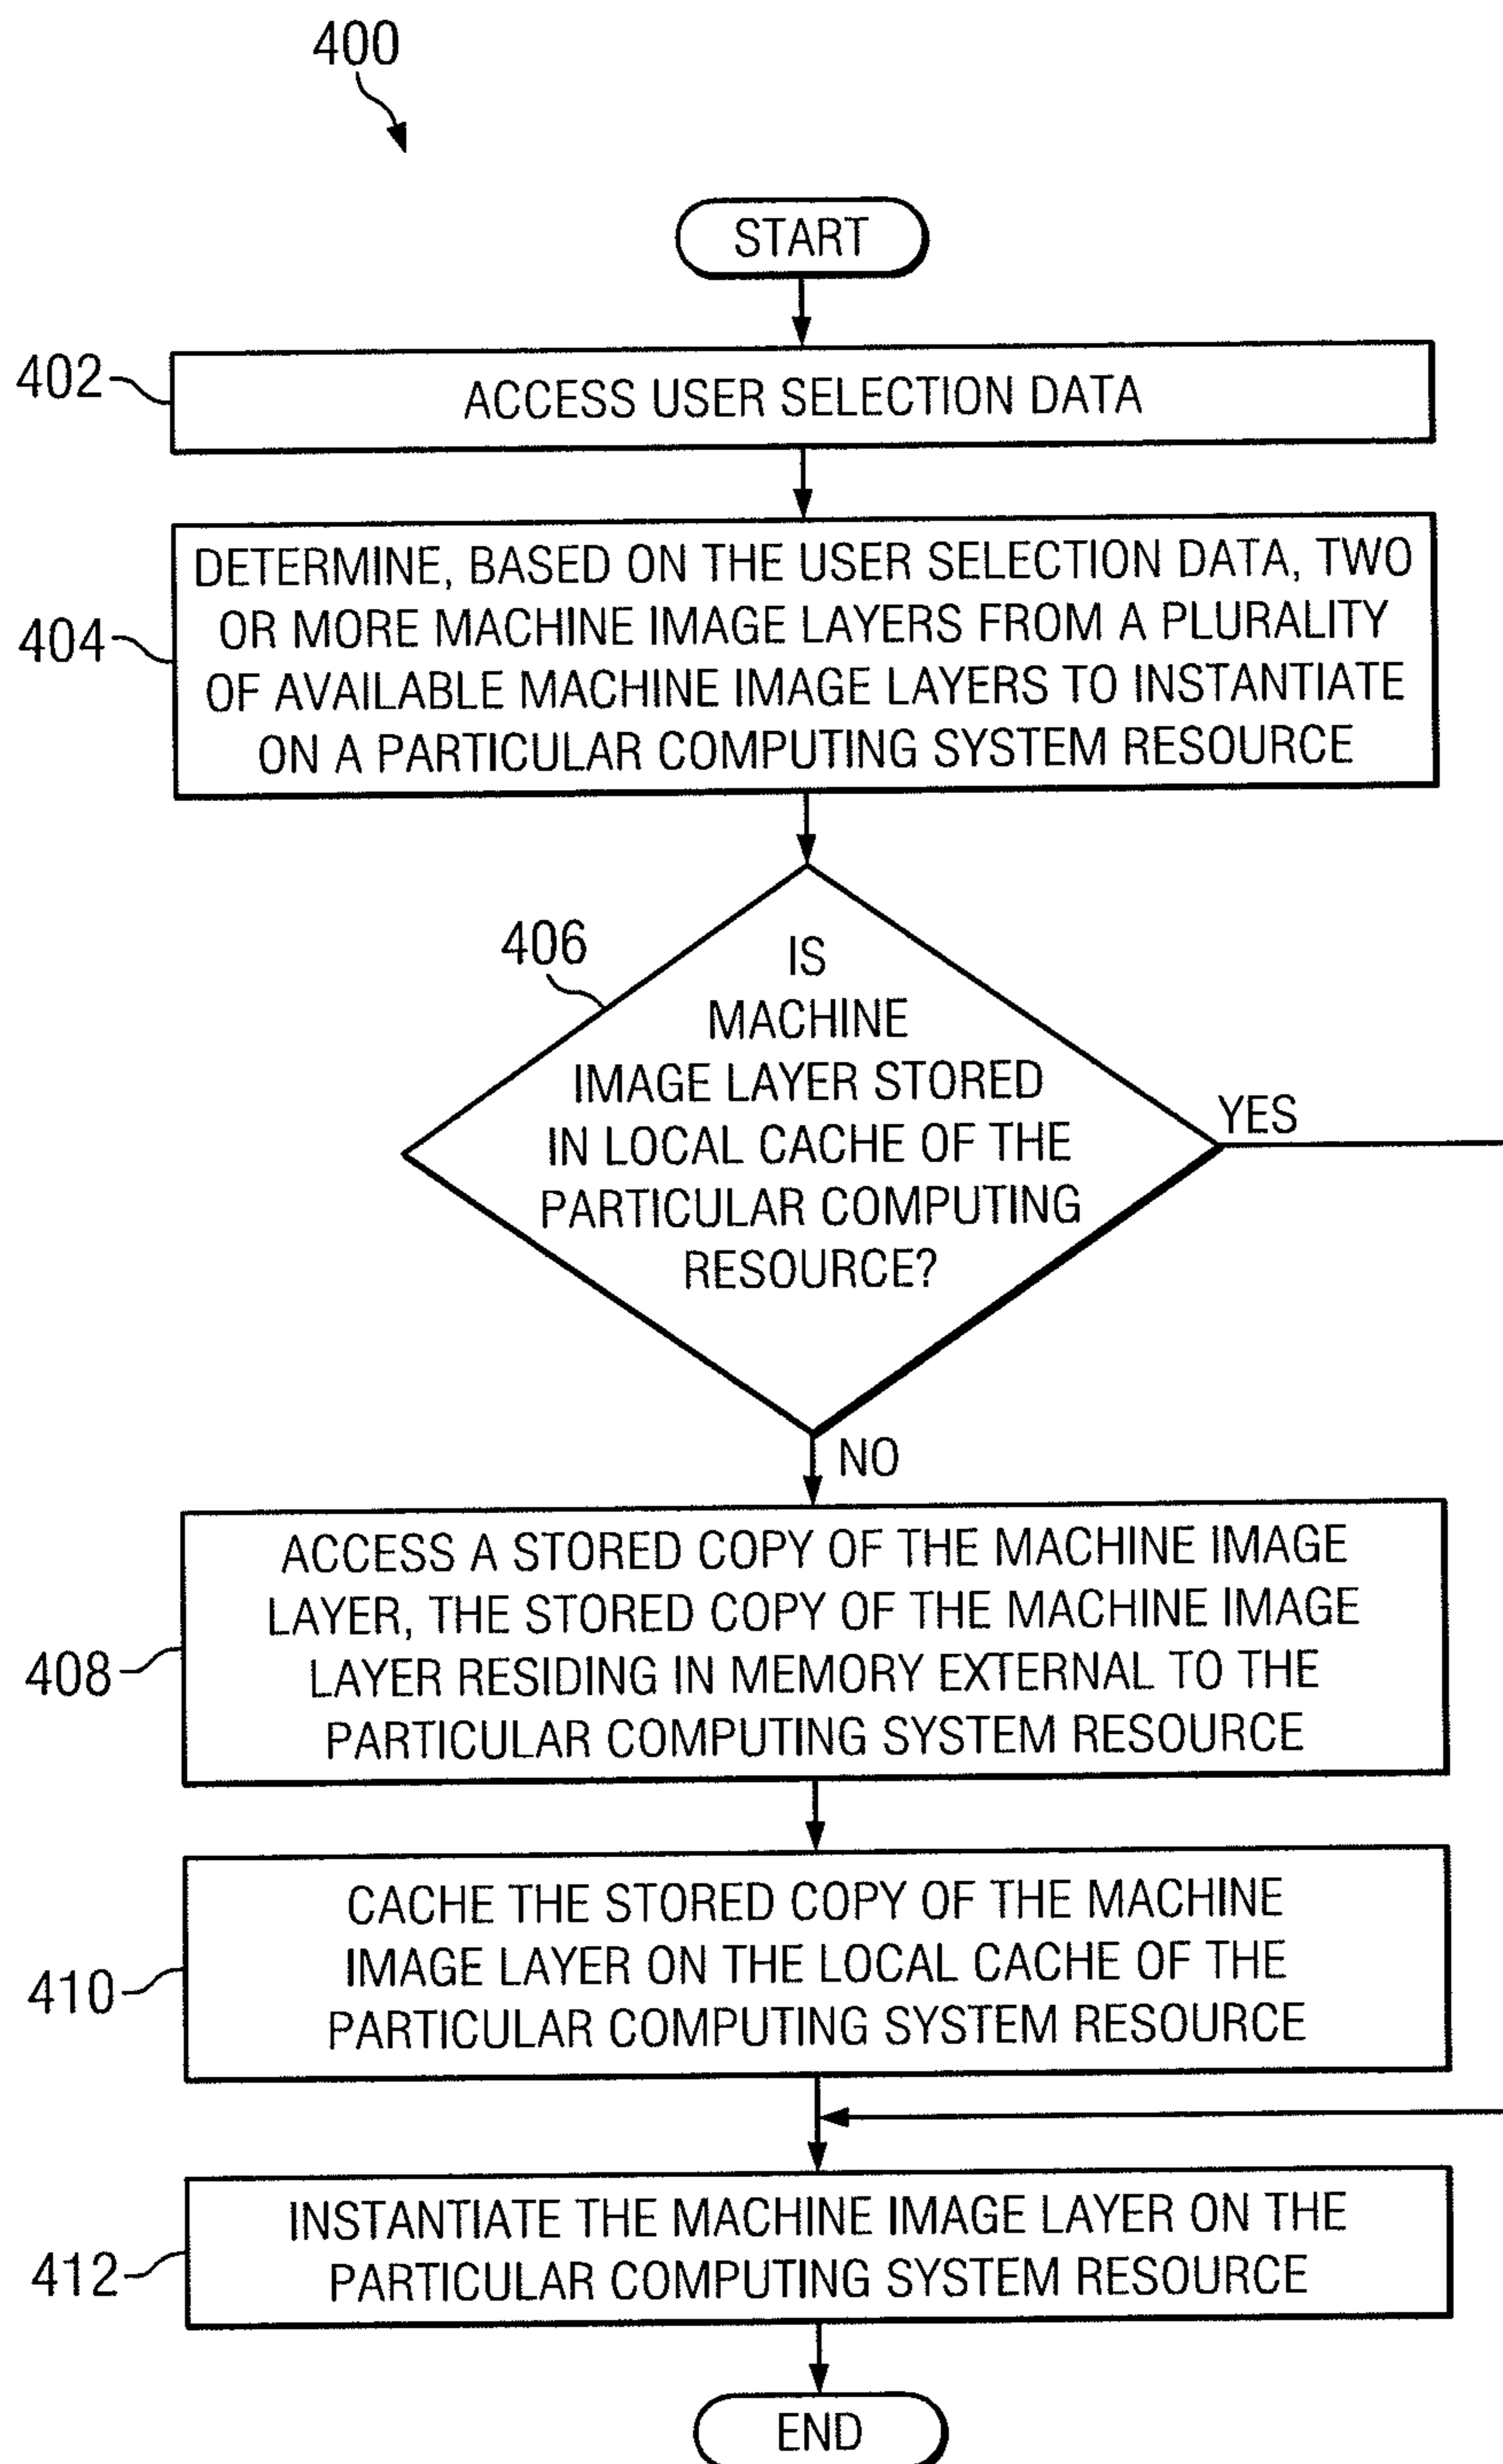 400
START
402
ACCESS USER SELECTION DATA
404
DETERMINE, BASED ON THE USER SELECTION DATA, TWO
OR MORE MACHINE IMAGE LAYERS FROM A PLURALITY
OF AVAILABLE MACHINE IMAGE LAYERS TO INSTANTIATE
ON A PARTICULAR COMPUTING SYSTEM RESOURCE
406
IS
MACHINE
IMAGE LAYER STORED
IN LOCAL CACHE OF THE
PARTICULAR COMPUTING
RESOURCE?
YES
NO
408
ACCESS A STORED COPY OF THE MACHINE IMAGE
LAYER, THE STORED COPY OF THE MACHINE IMAGE
LAYER RESIDING IN MEMORY EXTERNAL TO THE
PARTICULAR COMPUTING SYSTEM RESOURCE
410
CACHE THE STORED COPY OF THE MACHINE
IMAGE LAYER ON THE LOCAL CACHE OF THE
PARTICULAR COMPUTING SYSTEM RESOURCE
412
INSTANTIATE THE MACHINE IMAGE LAYER ON THE
PARTICULAR COMPUTING SYSTEM RESOURCE
END